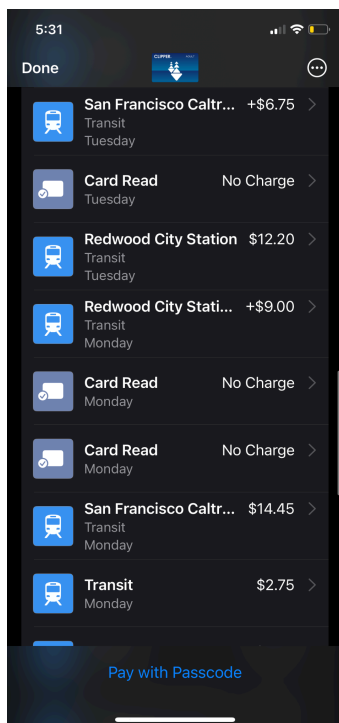 5:31
Done
CLIPPER
San Francisco Caltr... +$6.75
Transit
Tuesday
Card Read No Charge
Tuesday
Redwood City Station $12.20
Transit
Tuesday
Redwood City Stati... +$9.00
Transit
Monday
Card Read No Charge
Monday
Card Read No Charge
Monday
San Francisco Caltr... $14.45
Transit
Monday
Transit $2.75
Monday
Pay with Passcode